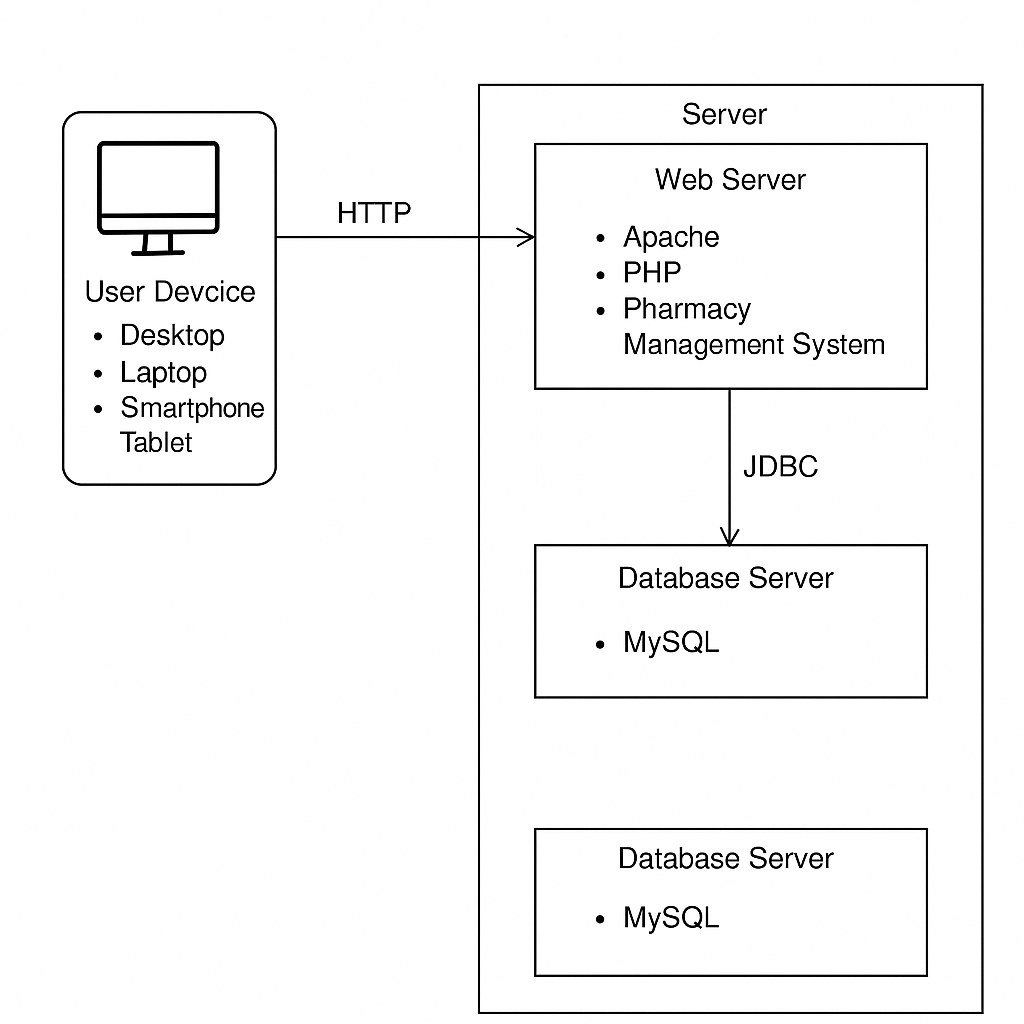 Server
Web Server
• Apache
• PHP
• Pharmacy
Management System
HTTP
User Devcice
• Desktop
• Laptop
• Smartphone
Tablet
JDBC
Database Server
• MySQL
Database Server
• MySQL